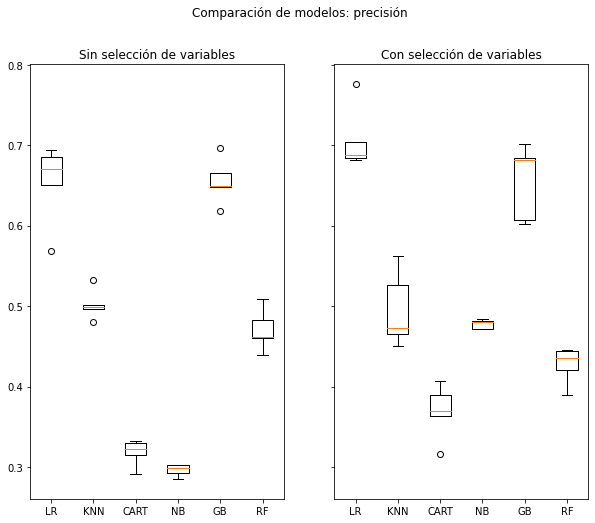 Comparación de modelos: precisión
Sin selección de variables
Con selección de variables
0.8
0.7
0.6
0.5
0.4
0.3
LR KNN CART NB GB RF
LR KNN CART NB GB RF